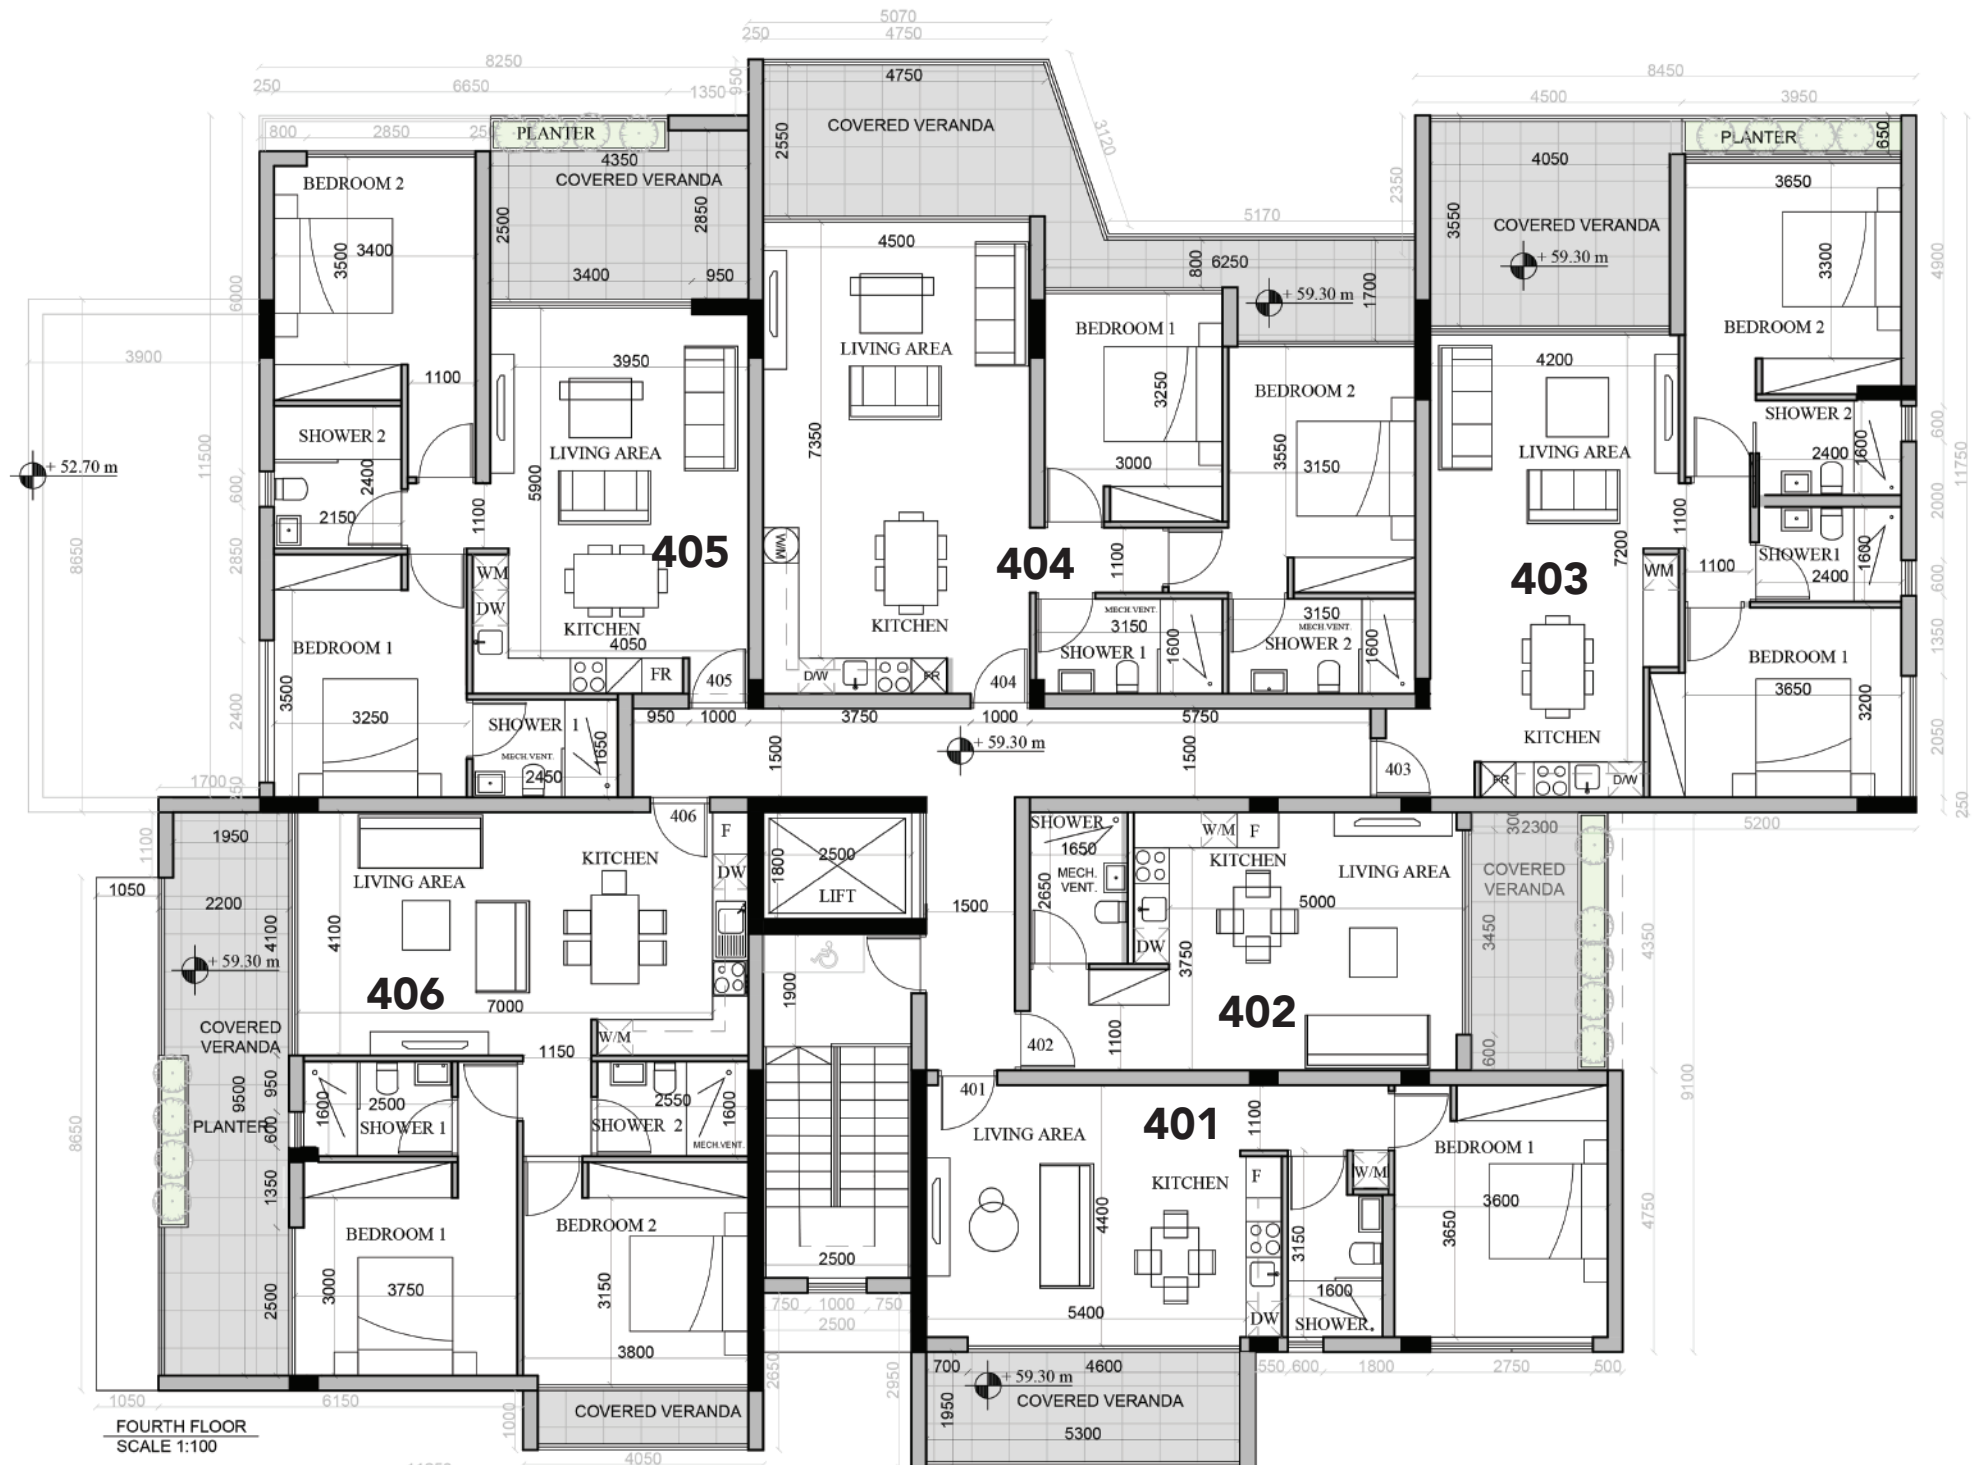 5070
250 4750
8250
250 6650 1350 950
8450
4500 3950
4750
COVERED VERANDA
2550
3120
2350
5170
800 6250
+ 59.30 m
1700
800 2850 250
PLANTER
4350
COVERED VERANDA
2500
2850
3400 950
BEDROOM 2
3500 3400
1100
6000
11500
3900
8650
+ 52.70 m
SHOWER 2
2400
2150
600
2850
2400
1100
3950
LIVING AREA
5900
405
WM
DW
KITCHEN
4050
FR
405
BEDROOM 1
3500
3250
SHOWER 1
MECH.VENT.
2450
1650
1700
4500
LIVING AREA
7350
W/M
KITCHEN
D/W
FR
404
404
BEDROOM 1
3250
3000
1100
BEDROOM 2
3550
3150
MECH.VENT.
3150
SHOWER 1
1600
3150
MECH.VENT.
SHOWER 2
1600
4050
3550
COVERED VERANDA
+ 59.30 m
PLANTER
650
3650
3300
BEDROOM 2
4900
11750
4200
LIVING AREA
7200
403
1100
WM
KITCHEN
FR
D/W
SHOWER 2
2400
1600
600
2000
SHOWER1
2400
1600
1100
600
1350
BEDROOM 1
3650
3200
2050
250
5200
950 1000 3750 1000 5750
1500
+ 59.30 m
1500
403
1100
1950
1050
2200
4100
+ 59.30 m
COVERED
VERANDA
9500
PLANTER
950
600
1350
2500
8650
406
F
KITCHEN
DW
LIVING AREA
4100
406
7000
W/M
1150
1600
2500
SHOWER 1
2550
SHOWER 2
1600
MECH.VENT.
BEDROOM 1
3000
3750
BEDROOM 2
3150
3800
COVERED VERANDA
1000
4050
1050 6150
1800
2500
LIFT
1500
1900
2500
750 1000 750
2500
2650
2950
SHOWER
1650
MECH.
VENT.
2650
W/M
F
KITCHEN
LIVING AREA
5000
DW
3750
402
1100
402
300
2300
COVERED
VERANDA
3450
600
4350
9100
401
LIVING AREA
401
1100
KITCHEN
F
W/M
4400
3150
5400
DW
1600
SHOWER
BEDROOM 1
3600
3650
4750
700 4600
550 600 1800 2750 500
+ 59.30 m
1950
COVERED VERANDA
5300
FOURTH FLOOR
SCALE 1:100